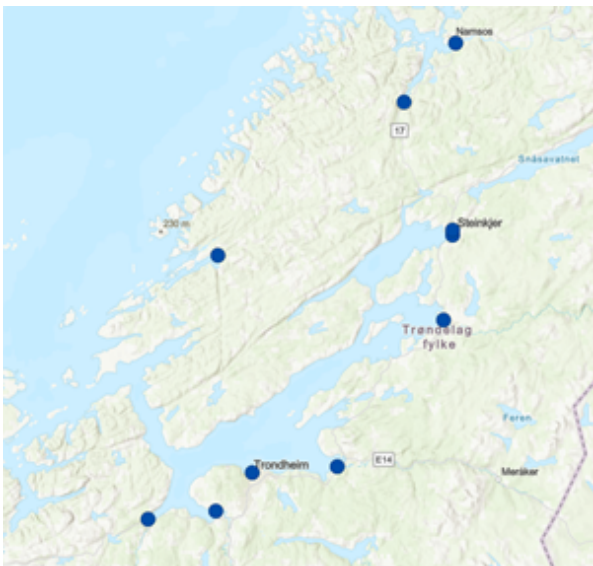 Namsos
17
Snåsavatnet
230 m
Steinkjer
Trøndelag
fylke
Feren
Trondheim
E14
Meråker